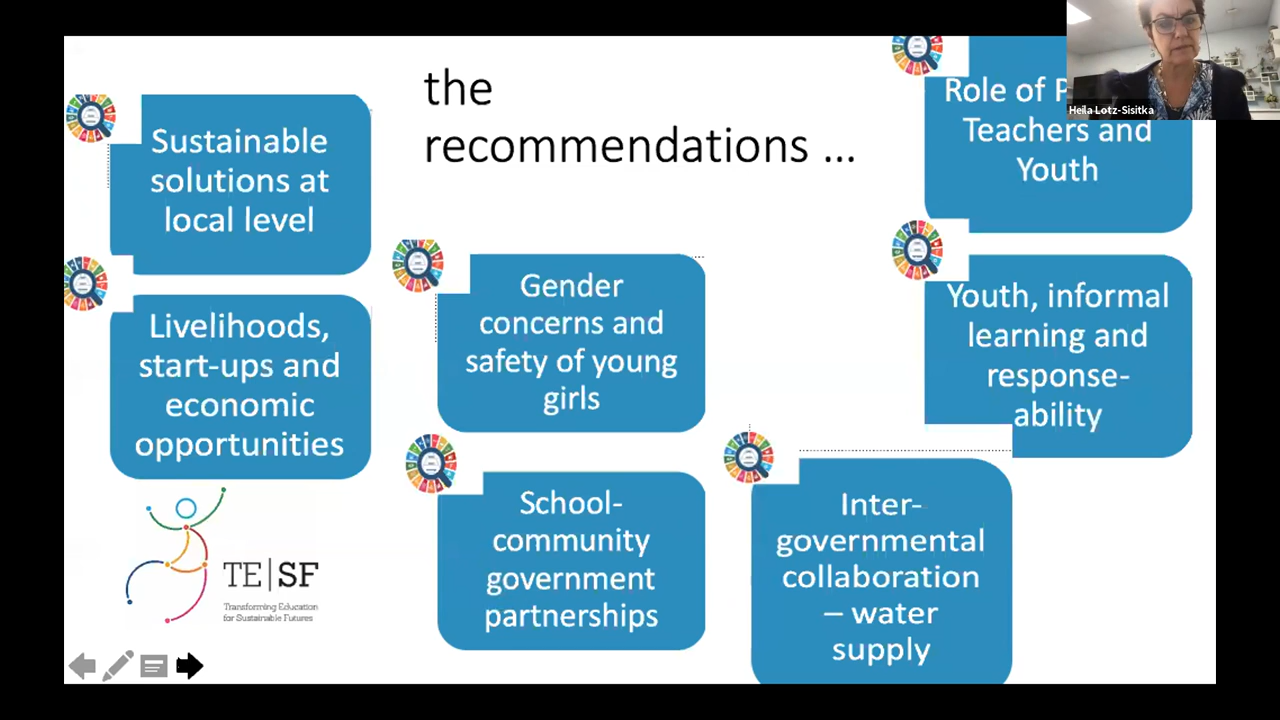 the
recommendations ...
Sustainable
solutions at
local level
Livelihoods,
start-ups and
economic
opportunities
Gender
concerns and
safety of young
girls
School-
community
government
partnerships
Inter-
governmental
collaboration
– water
supply
Role of
Teachers and
Youth
Youth, informal
learning and
response-
ability
TE|SF
Transforming Education
for Sustainable Futures
Heila Lotz-Sisitka